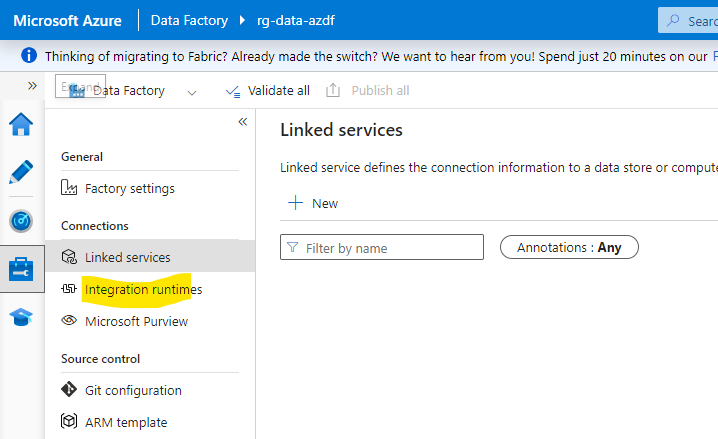 Microsoft Azure Data Factory rg-data-azdf Searc
Thinking of migrating to Fabric? Already made the switch? We want to hear from you! Spend just 20 minutes on our F
» Expand Data Factory Validate all Publish all
«
General
Factory settings
Connections
Linked services
Integration runtimes
Microsoft Purview
Source control
Git configuration
ARM template
Linked services
Linked service defines the connection information to a data store or compute
New
Filter by name Annotations : Any